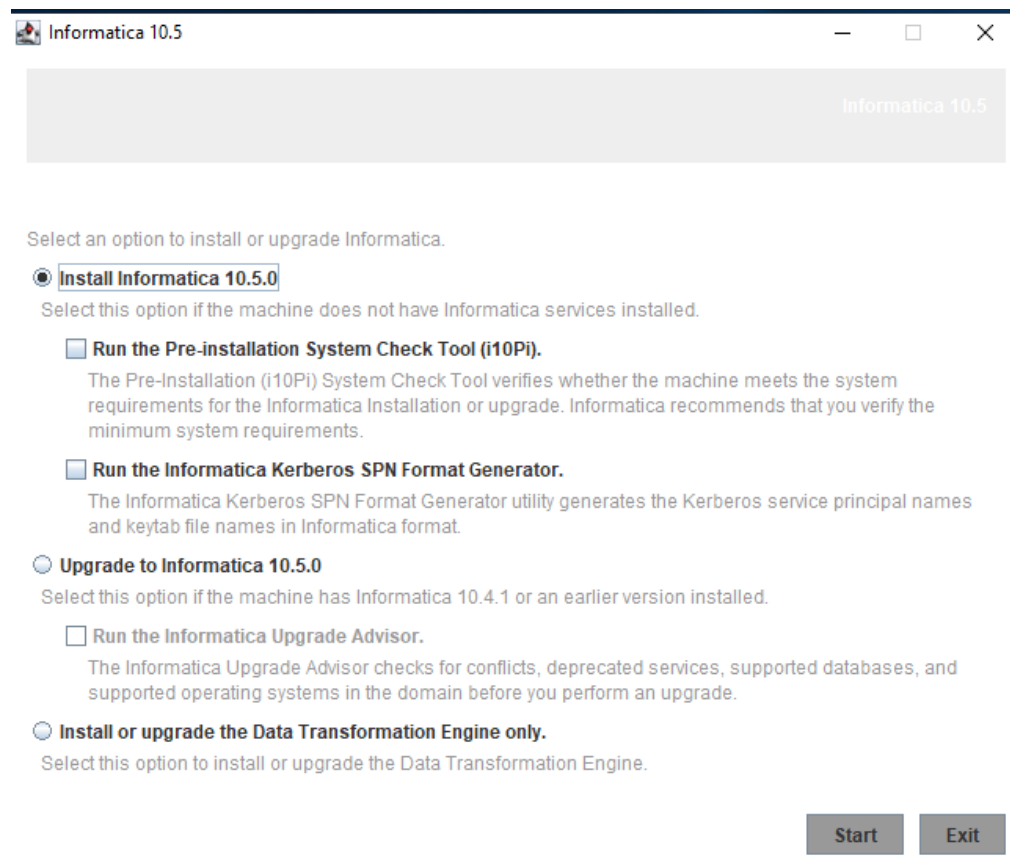 Informatica 10.5
Informatica 10.5
Select an option to install or upgrade Informatica.
Install Informatica 10.5.0
Select this option if the machine does not have Informatica services installed.
Run the Pre-installation System Check Tool (i10Pi).
The Pre-Installation (i10Pi) System Check Tool verifies whether the machine meets the system
requirements for the Informatica Installation or upgrade. Informatica recommends that you verify the
minimum system requirements.
Run the Informatica Kerberos SPN Format Generator.
The Informatica Kerberos SPN Format Generator utility generates the Kerberos service principal names
and keytab file names in Informatica format.
Upgrade to Informatica 10.5.0
Select this option if the machine has Informatica 10.4.1 or an earlier version installed.
Run the Informatica Upgrade Advisor.
The Informatica Upgrade Advisor checks for conflicts, deprecated services, supported databases, and
supported operating systems in the domain before you perform an upgrade.
Install or upgrade the Data Transformation Engine only.
Select this option to install or upgrade the Data Transformation Engine.
Start Exit